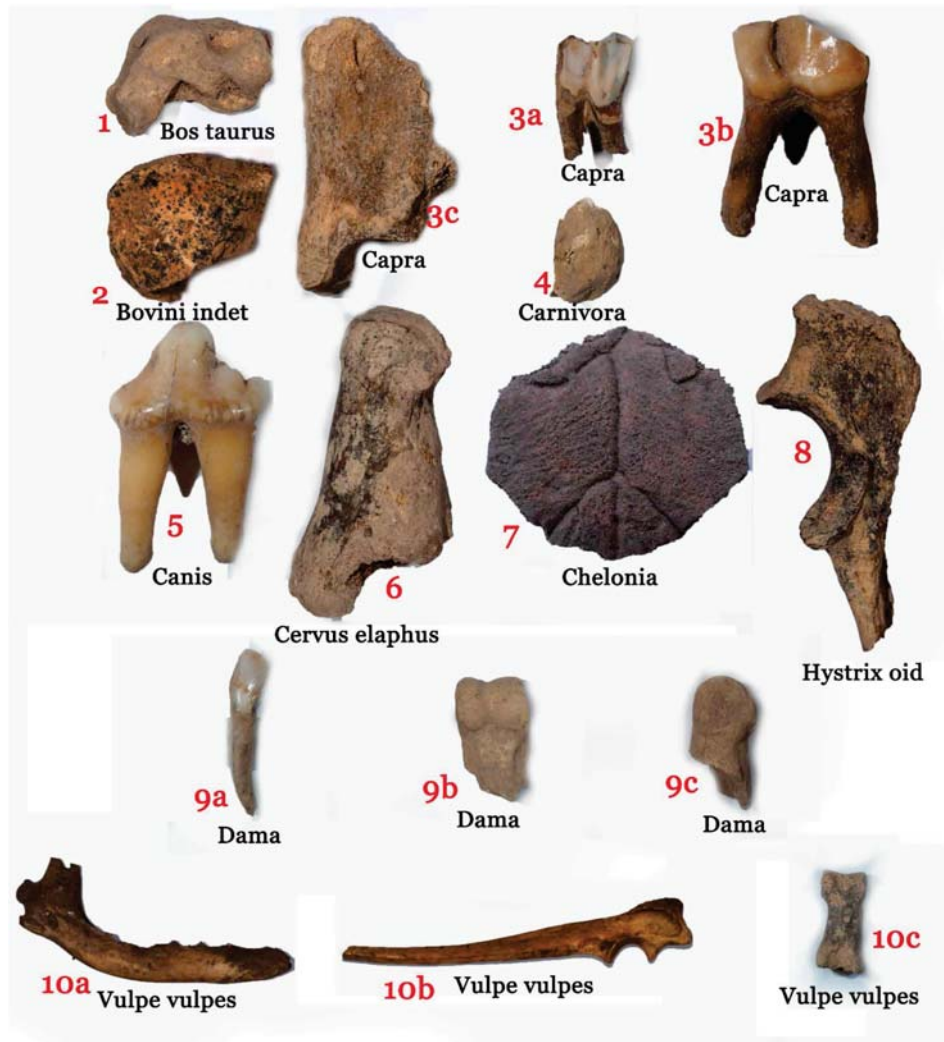 1
Bos taurus
2
Bovini indet
3c
Capra
3a
Capra
3b
Capra
4
Carnivora
5
Canis
6
Cervus elaphus
7
Chelonia
8
Hystrix oid
9a
Dama
9b
Dama
9c
Dama
10a
Vulpe vulpes
10b
Vulpe vulpes
10c
Vulpe vulpes